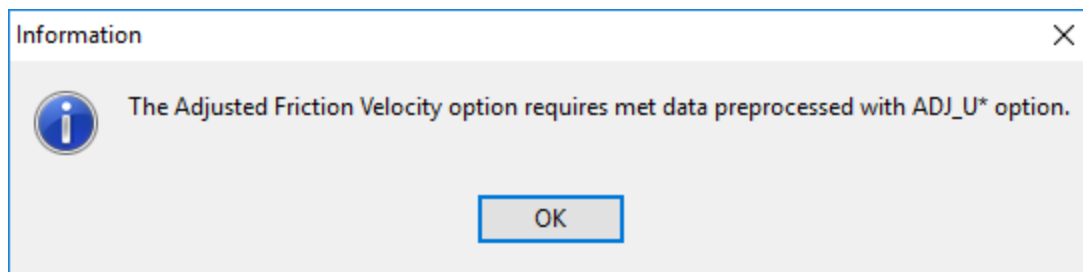 Information
The Adjusted Friction Velocity option requires met data preprocessed with ADJ_U* option.
OK